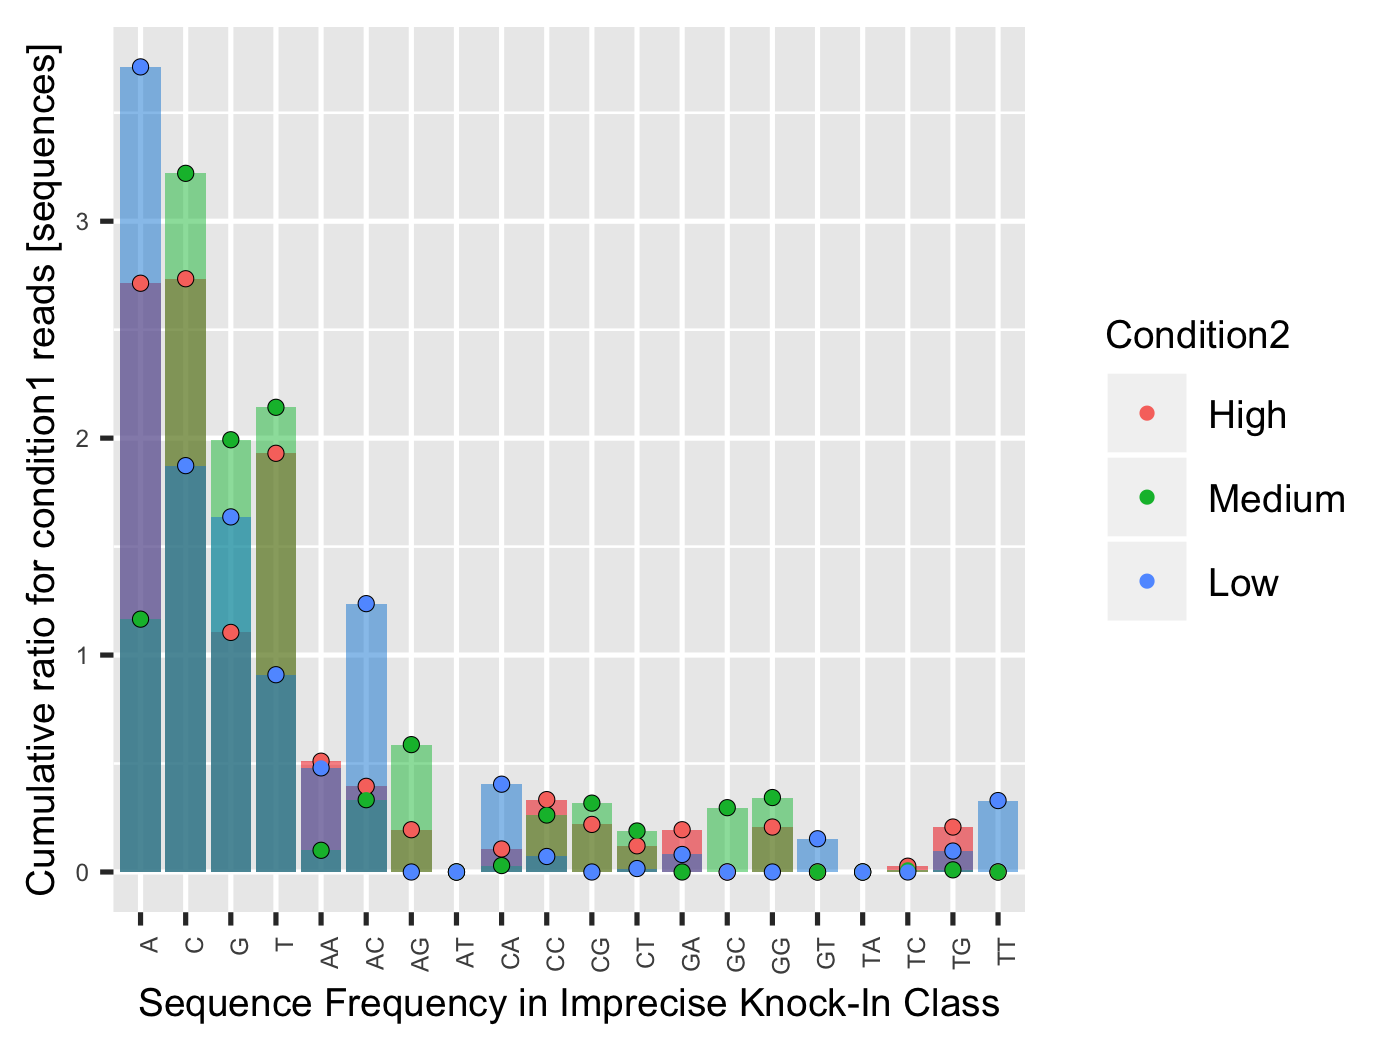 Cumulative ratio for condition1 reads [sequences]
3
2
1
0
A C G T AA AC AG AT CA CC CG CT GA GC GG GT TA TC TG TT
Sequence Frequency in Imprecise Knock-In Class
Condition2
High
Medium
Low